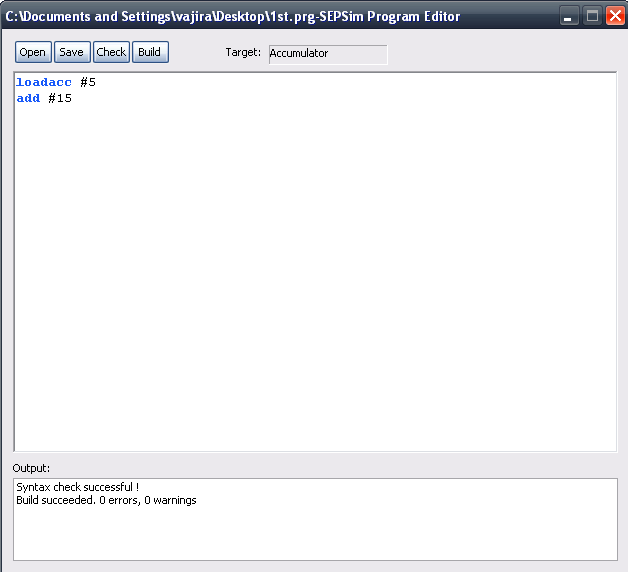 C:\Documents and Settings\vajira\Desktop\1st.prg-SEPSim Program Editor
Open Save Check Build Target: Accumulator
loadacc #5
add #15
Output:
Syntax check successful !
Build succeeded. 0 errors, 0 warnings